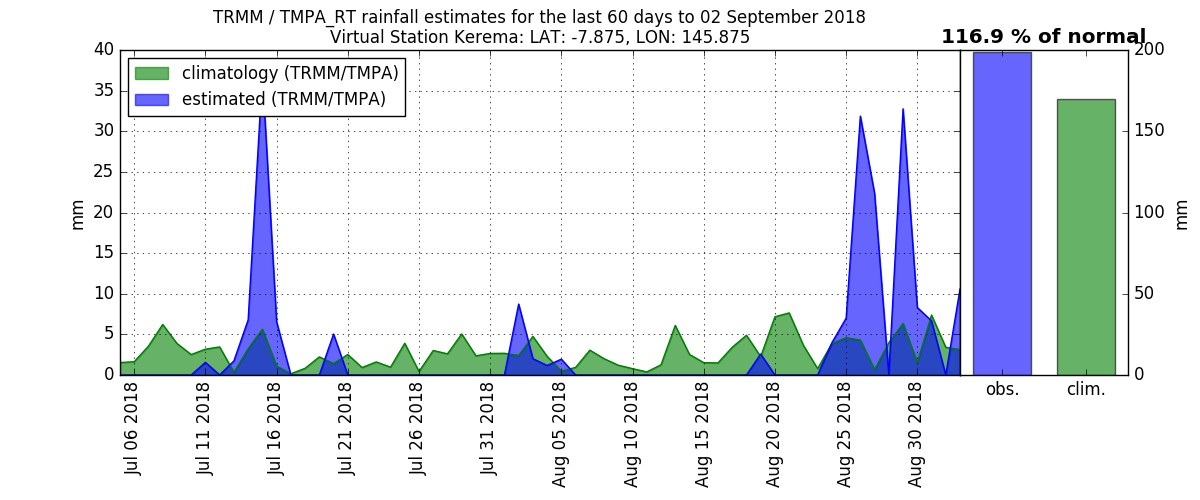 TRMM / TMPA_RT rainfall estimates for the last 60 days to 02 September 2018
Virtual Station Kerema: LAT: -7.875, LON: 145.875
116.9 % of normal
climatology (TRMM/TMPA)
estimated (TRMM/TMPA)
40
35
30
25
20
15
10
5
0
mm
Jul 06 2018
Jul 11 2018
Jul 16 2018
Jul 21 2018
Jul 26 2018
Jul 31 2018
Aug 05 2018
Aug 10 2018
Aug 15 2018
Aug 20 2018
Aug 25 2018
Aug 30 2018
obs.
clim.
200
150
100
50
0
mm